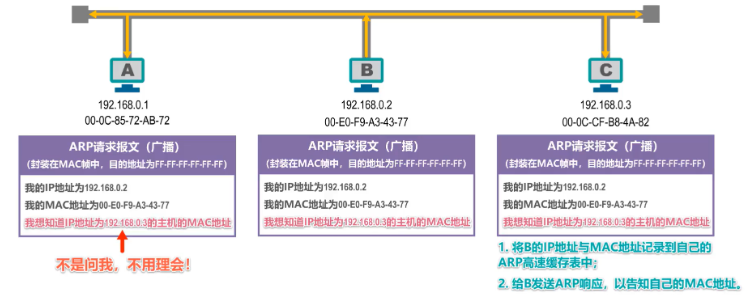 A
B
C
192.168.0.1
00-0C-85-72-AB-72
192.168.0.2
00-E0-F9-A3-43-77
192.168.0.3
00-0C-CF-B8-4A-82
ARP请求报文（广播）
(封装在MAC帧中，目的地址为FF-FF-FF-FF-FF-FF)
我的IP地址为192.168.0.2
我的MAC地址为00-E0-F9-A3-43-77
我想知道IP地址为192.168.0.3的主机的MAC地址
不是问我，不用理会！
ARP请求报文（广播）
(封装在MAC帧中，目的地址为FF-FF-FF-FF-FF-FF)
我的IP地址为192.168.0.2
我的MAC地址为00-E0-F9-A3-43-77
我想知道IP地址为192.168.0.3的主机的MAC地址
ARP请求报文（广播）
(封装在MAC帧中，目的地址为FF-FF-FF-FF-FF-FF)
我的IP地址为192.168.0.2
我的MAC地址为00-E0-F9-A3-43-77
我想知道IP地址为192.168.0.3的主机的MAC地址
1. 将B的IP地址与MAC地址记录到自己的
ARP高速缓存表中；
2. 给B发送ARP响应，以告知自己的MAC地址。